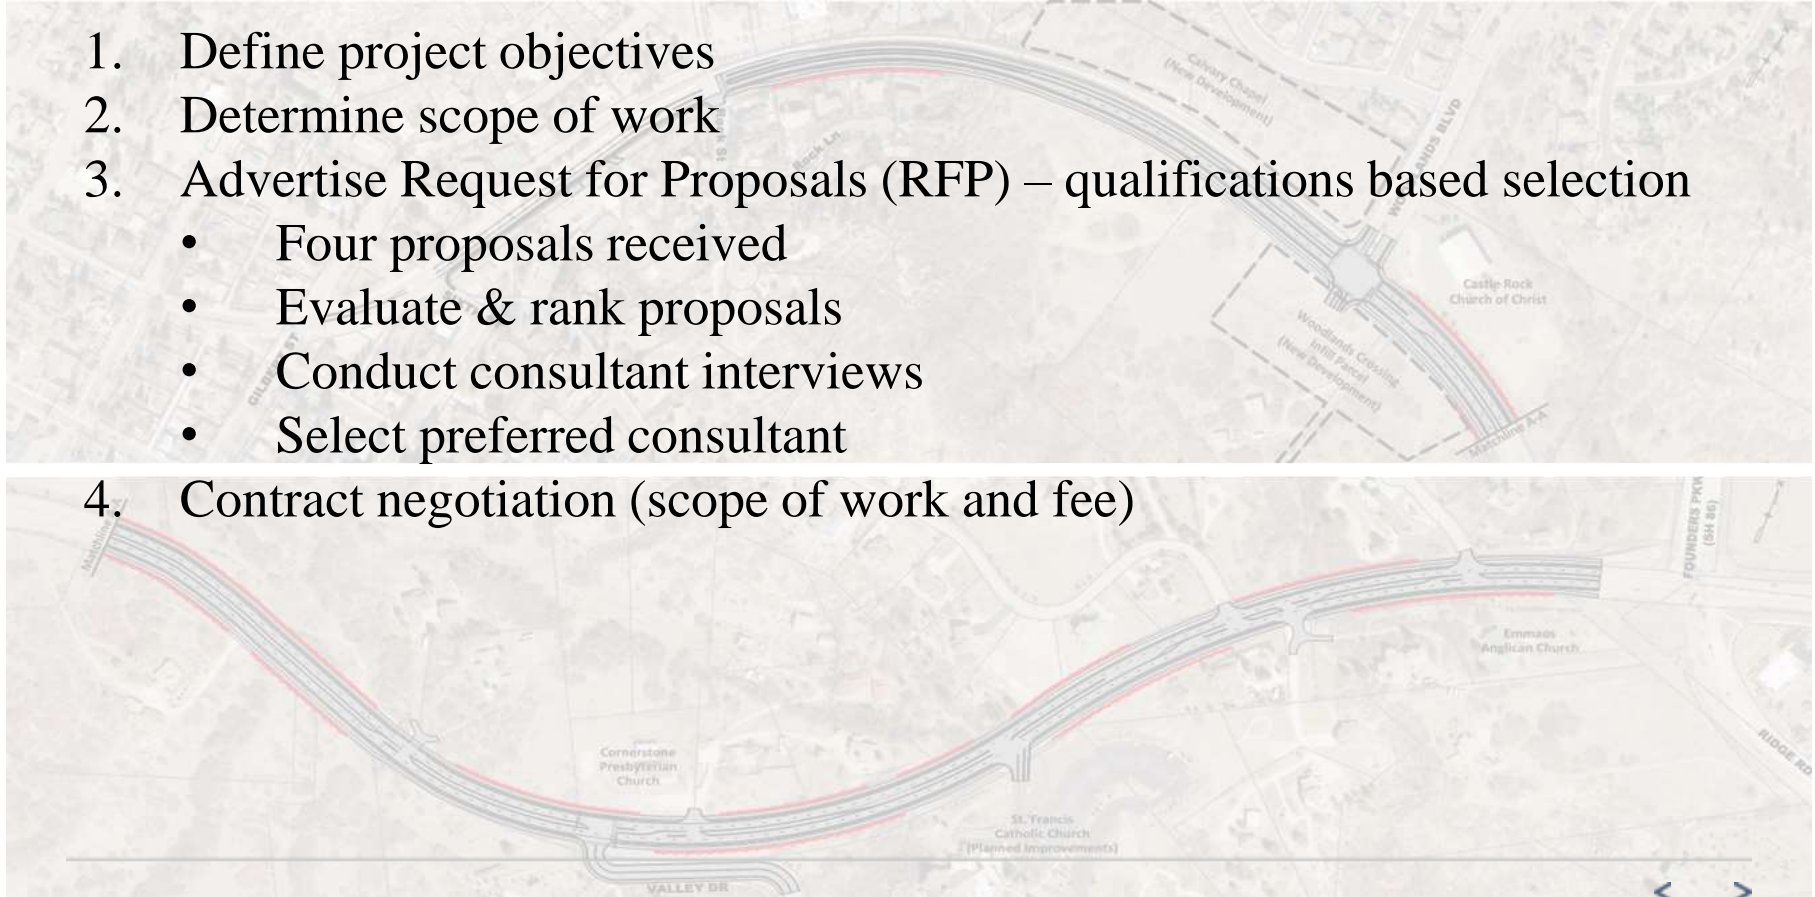 1. Define project objectives
2. Determine scope of work
3. Advertise Request for Proposals (RFP) – qualifications based selection
• Four proposals received
• Evaluate & rank proposals
• Conduct consultant interviews
• Select preferred consultant
4. Contract negotiation (scope of work and fee)
Calvary Chapel
(New Development)
Rock Ln
Castle Rock
Church of Christ
Woodlands Crossing
Infill Parcel
(New Development)
Matchline A-A
FOUNDERS PKW
(SH 86)
Emmaus
Anglican Church
RIDGE RD
Cornerstone
Presbyterian
Church
St. Francis
Catholic Church
(Planned Improvements)
VALLEY DR
< >